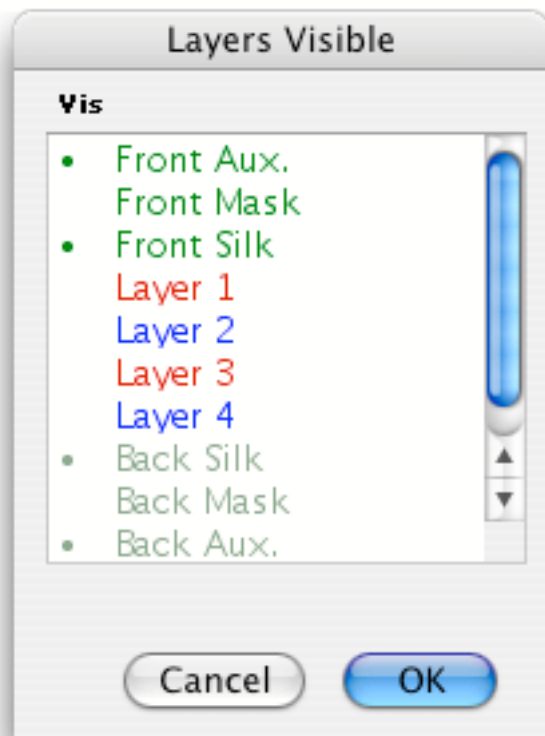 Layers Visible
Vis
• Front Aux.
Front Mask
• Front Silk
Layer 1
Layer 2
Layer 3
Layer 4
• Back Silk
Back Mask
• Back Aux.
Cancel OK